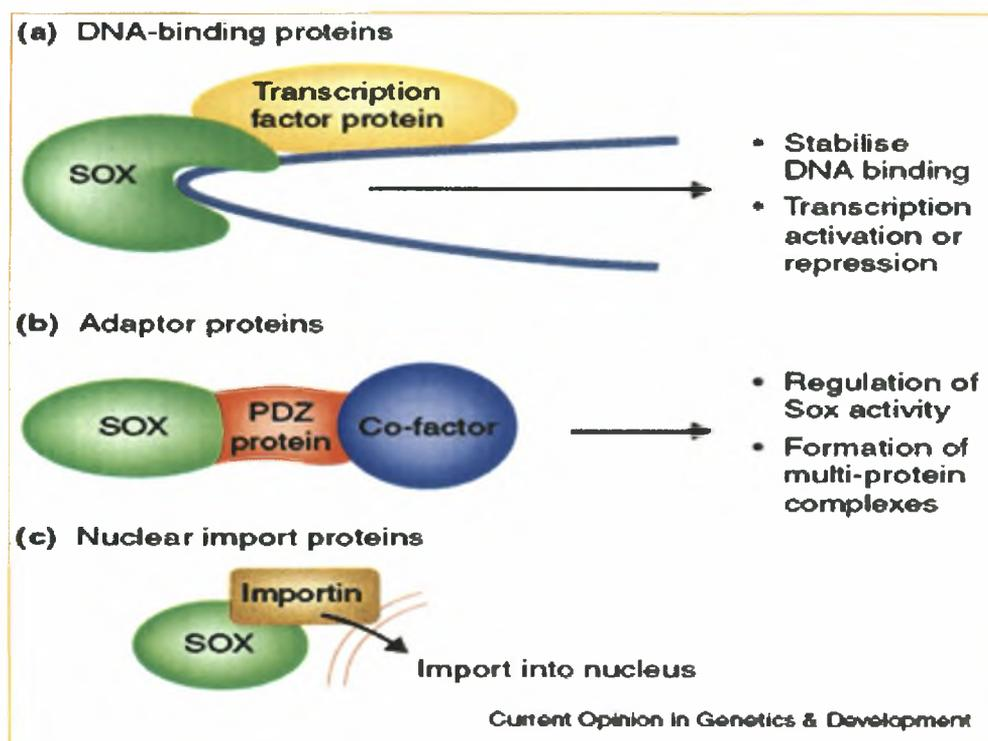 (a) DNA-binding proteins
Transcription
factor protein
SOX
• Stabilise
DNA binding
• Transcription
activation or
repression
(b) Adaptor proteins
SOX
PDZ
protein
Co-factor
• Regulation of
Sox activity
• Formation of
multi-protein
complexes
(c) Nuclear import proteins
Importin
SOX
Import into nucleus
Current Opinion in Genetics & Development